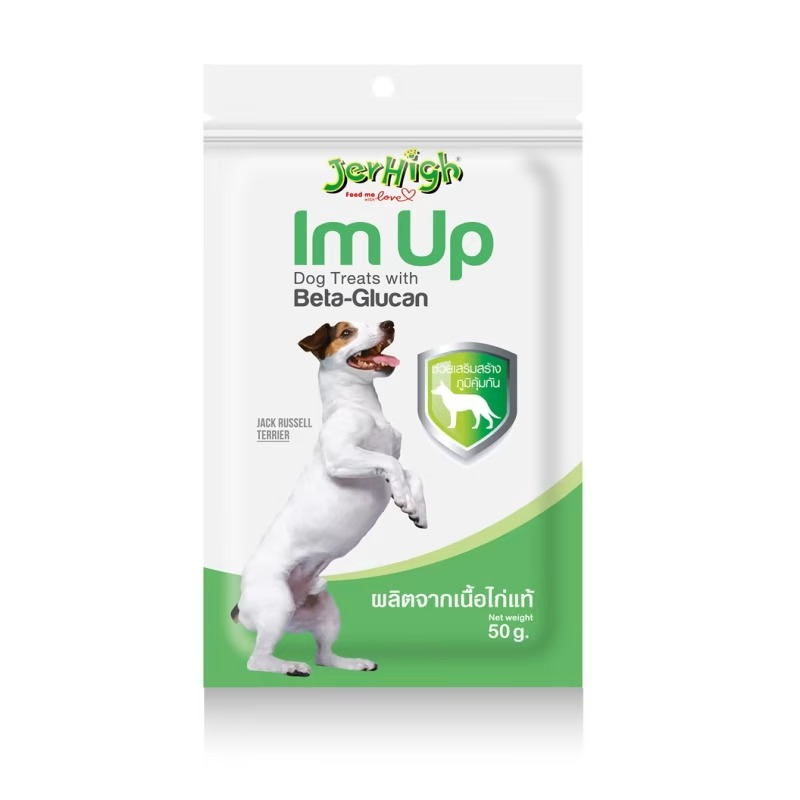 JerHigh®
Feed me with love
Im Up
Dog Treats with
Beta-Glucan
ช่วยเสริมสร้าง
ภูมิคุ้มกัน
JACK RUSSELL
TERRIER
ผลิตจากเนื้อไก่แท้
Net weight
50 g.